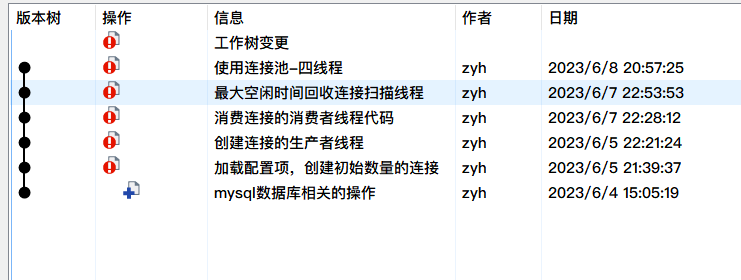 版本树 操作 信息 作者 日期
工作树变更
使用连接池-四线程 zyh 2023/6/8 20:57:25
最大空闲时间回收连接扫描线程 zyh 2023/6/7 22:53:53
消费连接的消费者线程代码 zyh 2023/6/7 22:28:12
创建连接的生产者线程 zyh 2023/6/5 22:21:24
加载配置项，创建初始数量的连接 zyh 2023/6/5 21:39:37
mysql数据库相关的操作 zyh 2023/6/4 15:05:19